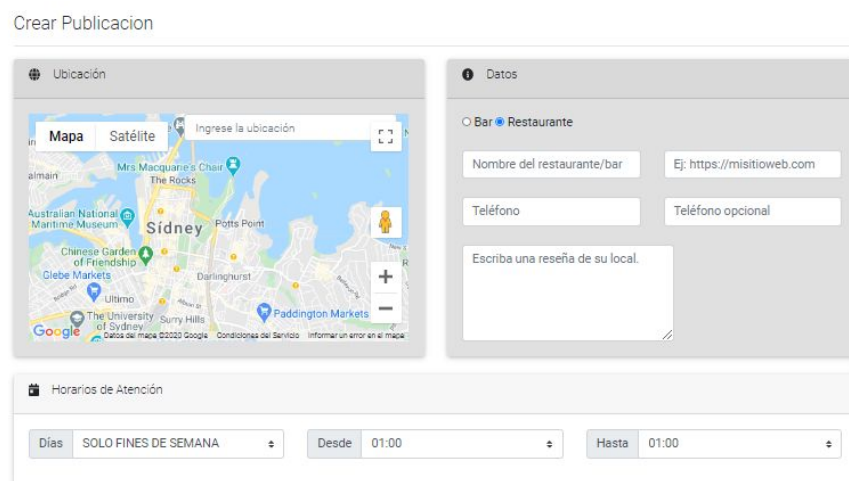 Crear Publicacion
Ubicación
Datos
Mapa Satélite
Ingrese la ubicación
Bar Restaurante
Mrs Macquarie's Chair
almain
The Rocks
Nombre del restaurante/bar
Ej: https://misitioweb.com
Australian National
Maritime Museum
Sídney
Potts Point
Teléfono
Teléfono opcional
Chinese Garden
of Friendship
Glebe Markets
Darlinghurst
Escriba una reseña de su local.
Ultimo
Albion St
The University
of Sydney
Surry Hills
Paddington Markets
Google
Datos del mapa ©2020 Google Condiciones del Servicio Informar un error en el mapa
Horarios de Atención
Días SOLO FINES DE SEMANA Desde 01:00 Hasta 01:00